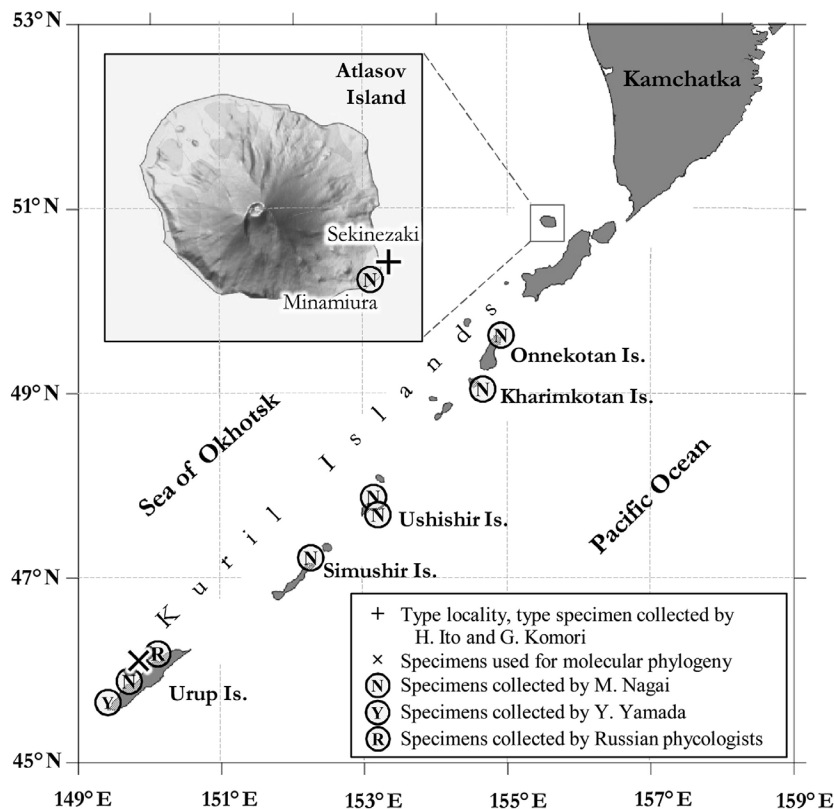 53° N
51° N
49° N
47° N
45° N
149° E
151° E
153° E
155° E
157° E
159° E
Atlasov
Island
Sekinezaki
N
Minamiura
Kamchatka
Kuril Islands
Sea of Okhotsk
Pacific Ocean
N
Onnekotan Is.
N
Kharimkotan Is.
N
N
Ushishir Is.
N
Simushir Is.
R
N
Y
Urup Is.
+ Type locality, type specimen collected by
H. Ito and G. Komori
× Specimens used for molecular phylogeny
N Specimens collected by M. Nagai
Y Specimens collected by Y. Yamada
R Specimens collected by Russian phycologists